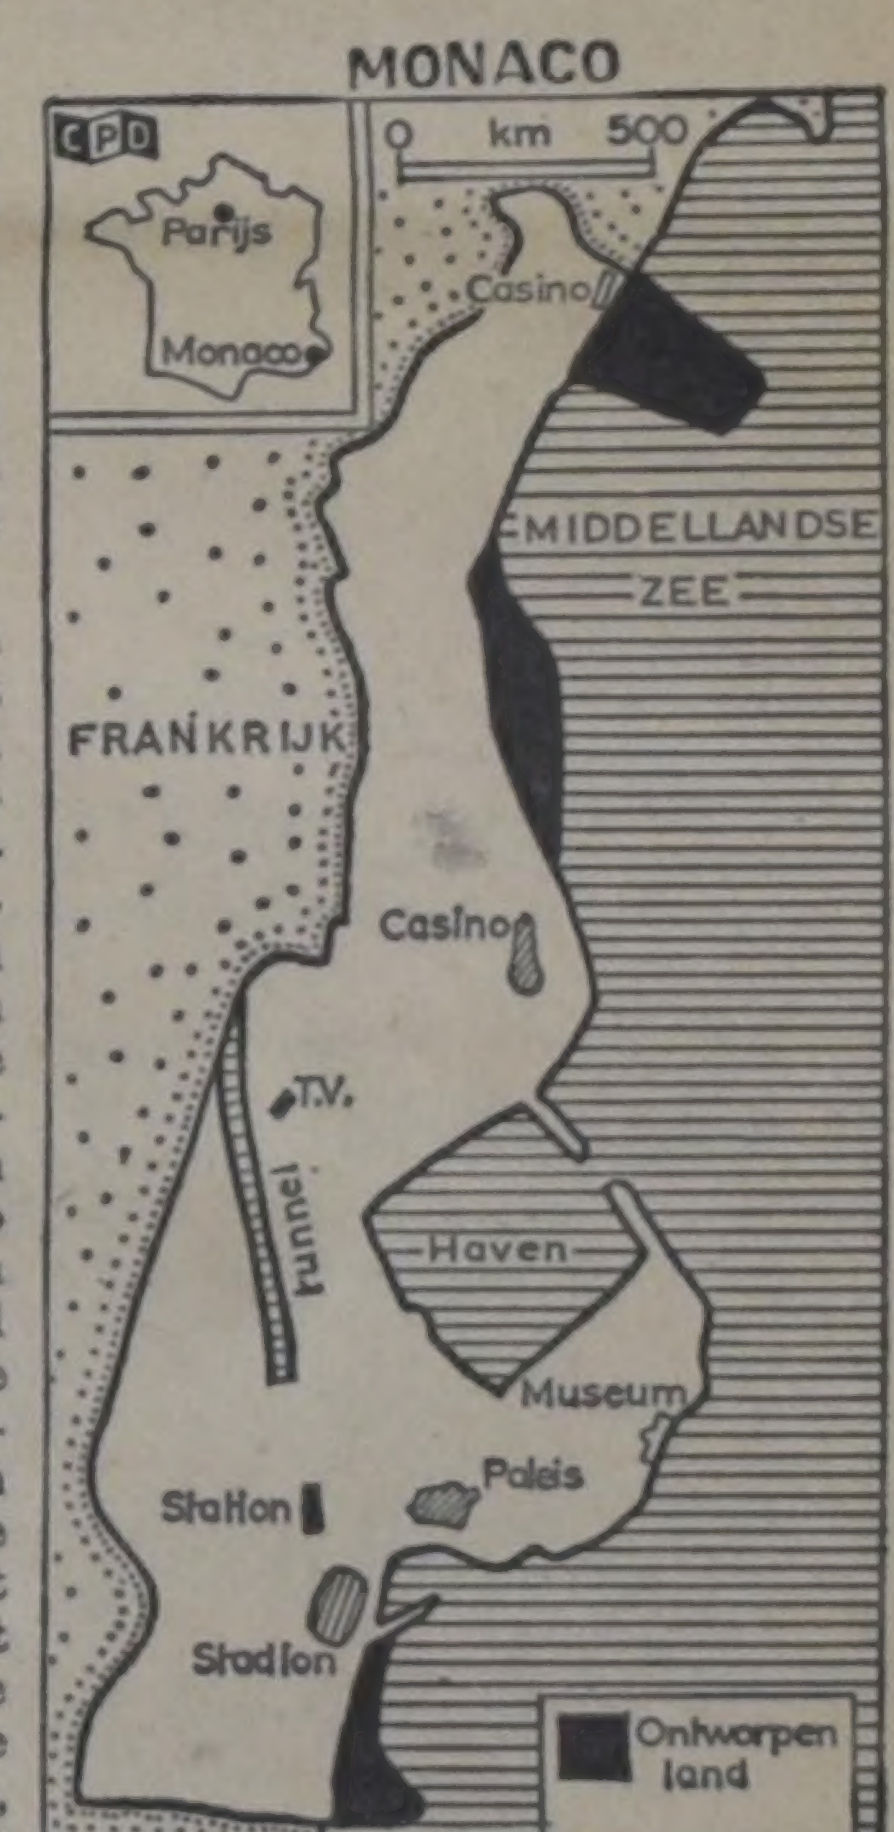 MONACO
CPD
0 km 500
Parijs
Monaco
Casino
MIDDELLANDSE
ZEE
FRANKRIJK
Casino
T.V.
tunnel
Haven
Museum
Paleis
Station
Stadion
Ontworpen
land